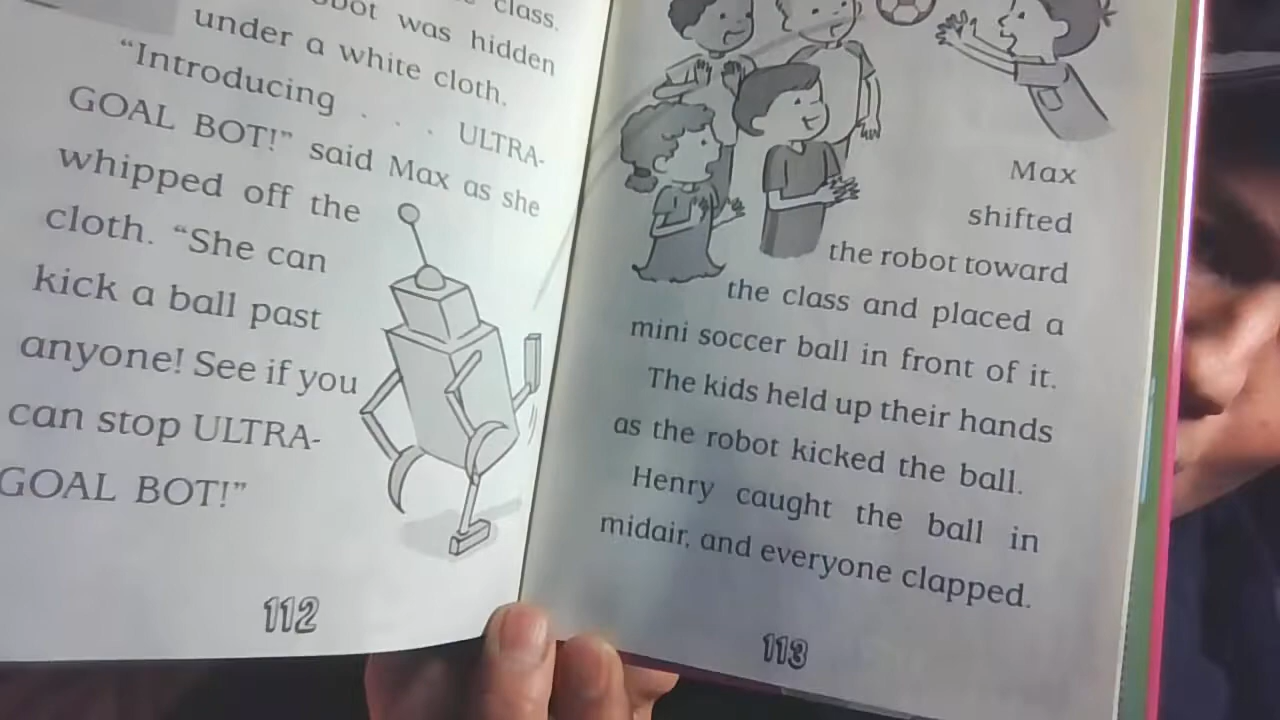 class.
was hidden
under a white cloth.
“Introducing . . . ULTRA-
GOAL BOT!” said Max as she
whipped off the
cloth. “She can
kick a ball past
anyone! See if you
can stop ULTRA-
GOAL BOT!”
112
Max
shifted
the robot toward
the class and placed a
mini soccer ball in front of it.
The kids held up their hands
as the robot kicked the ball.
Henry caught the ball in
midair, and everyone clapped.
113